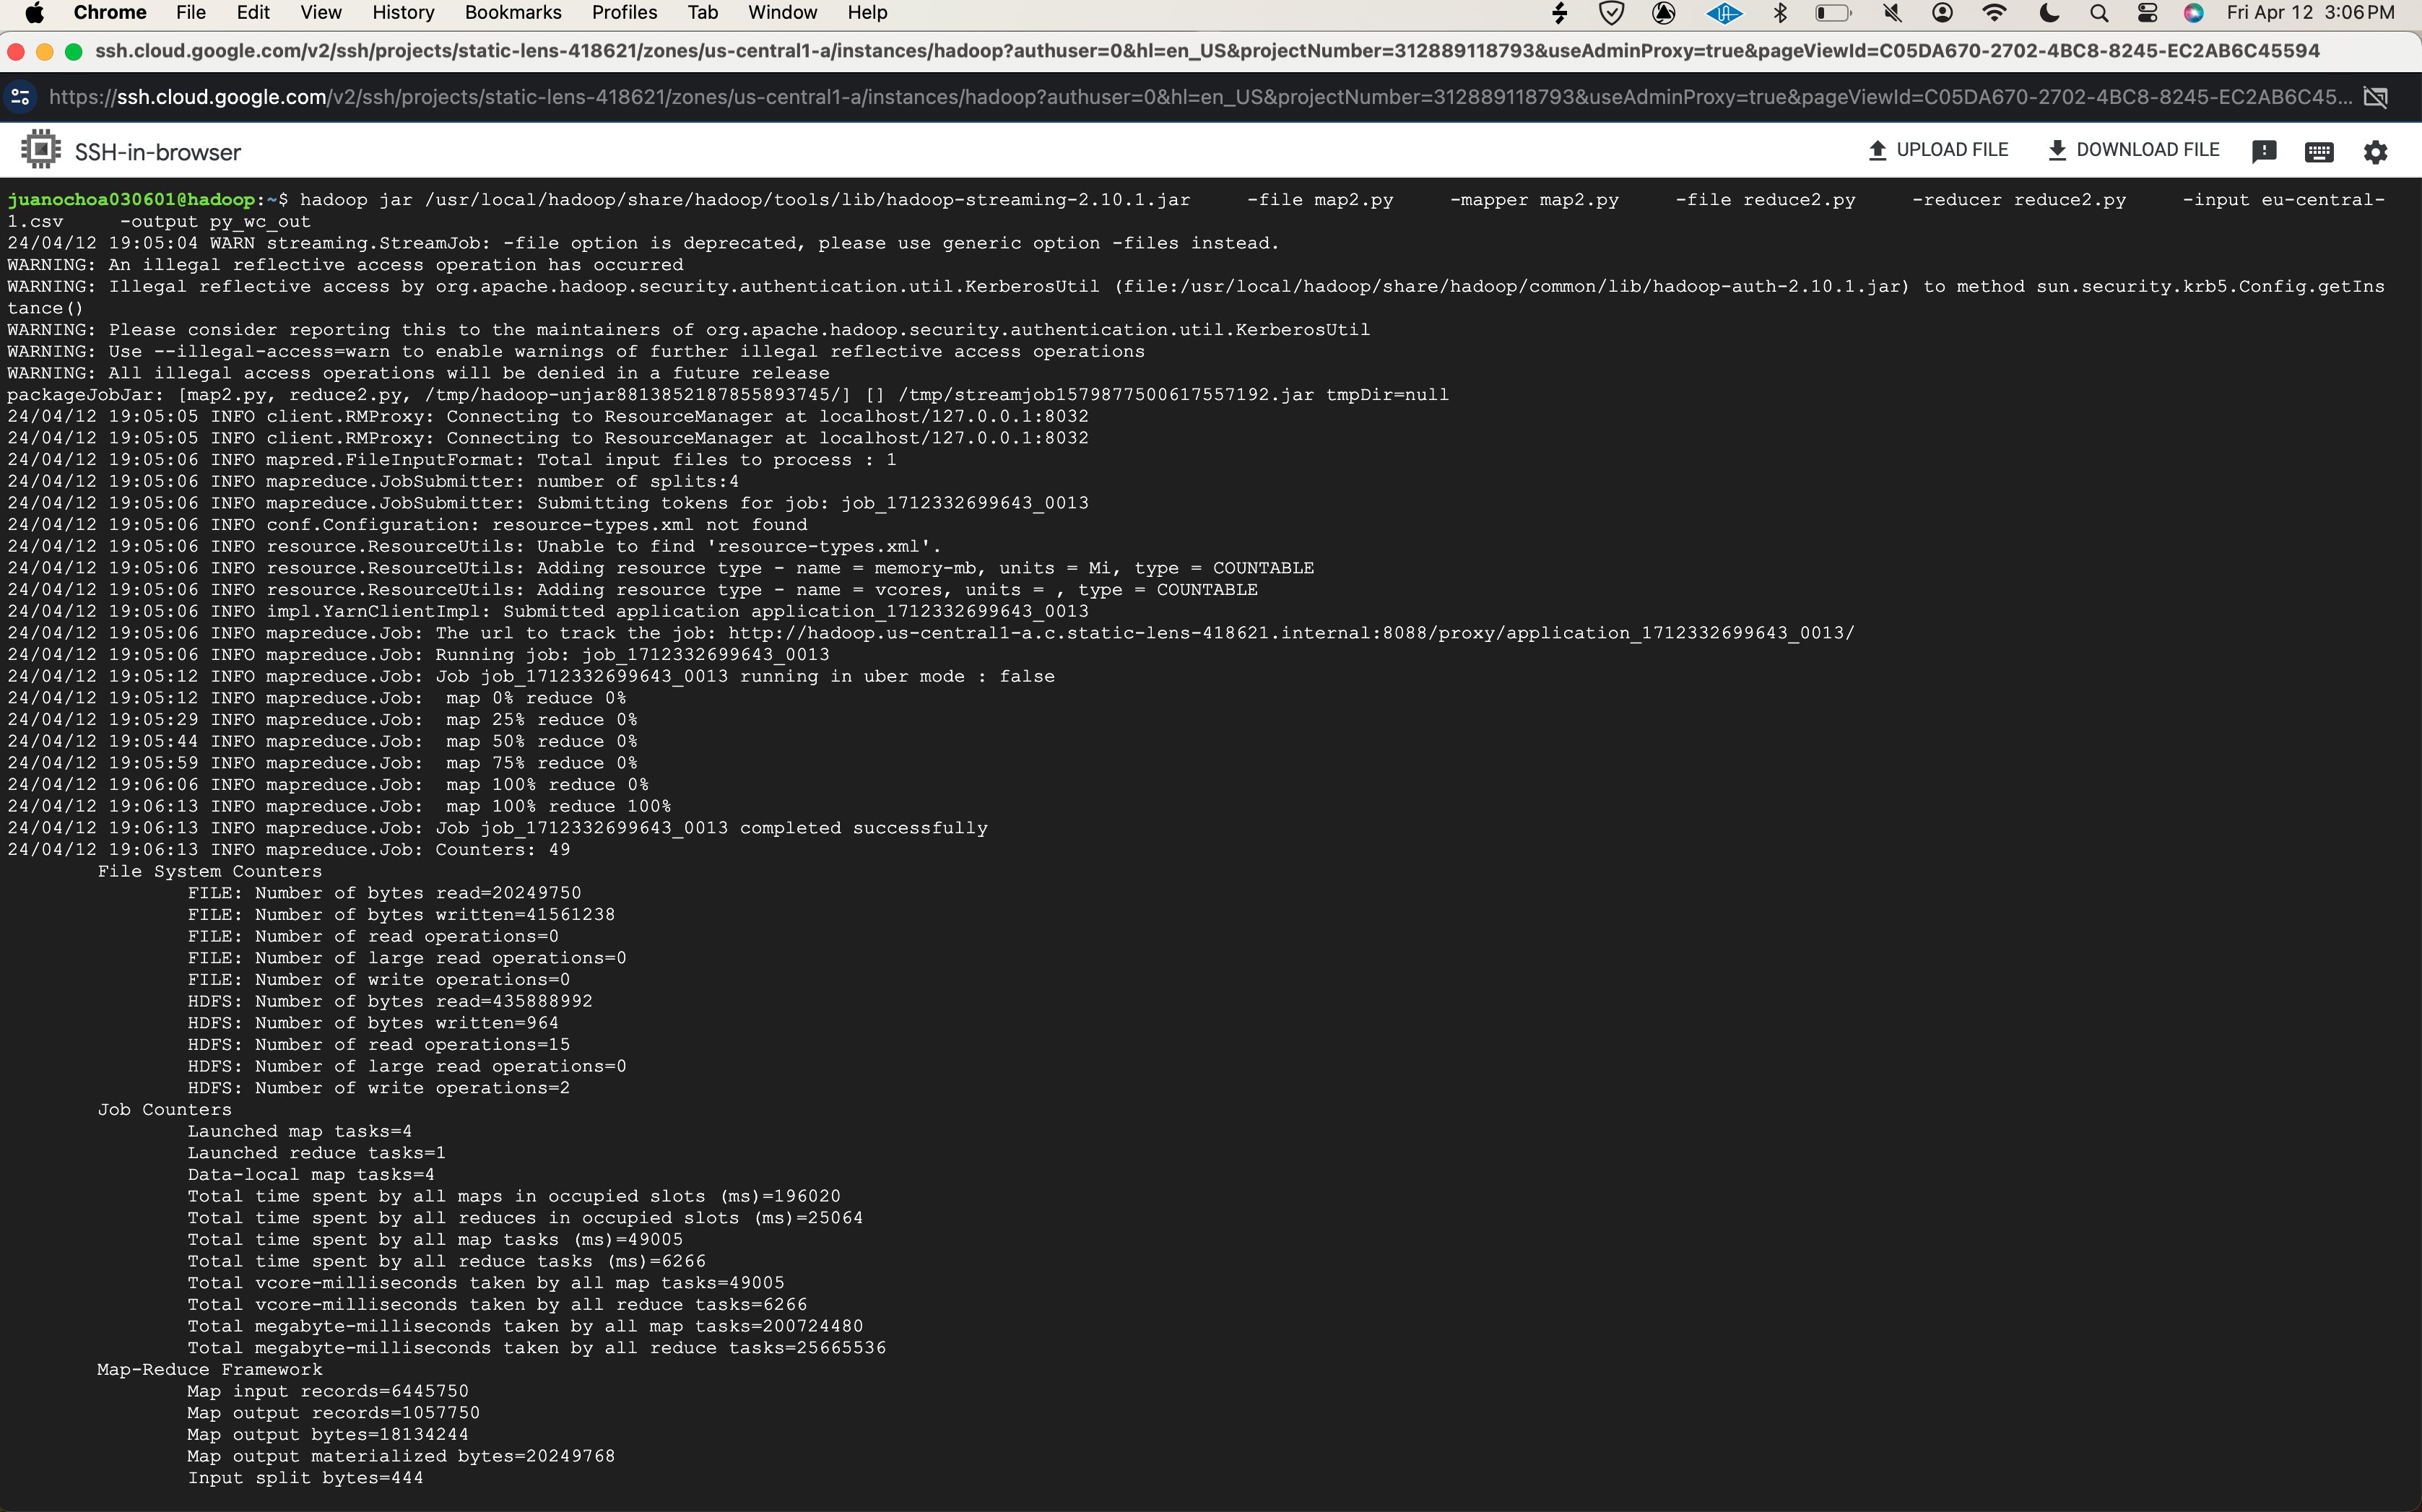 Chrome File Edit View History Bookmarks Profiles Tab Window Help Fri Apr 12 3:06 PM
ssh.cloud.google.com/v2/ssh/projects/static-lens-418621/zones/us-central1-a/instances/hadoop?authuser=0&hl=en_US&projectNumber=312889118793&useAdminProxy=true&pageViewId=C05DA670-2702-4BC8-8245-EC2AB6C45594
https://ssh.cloud.google.com/v2/ssh/projects/static-lens-418621/zones/us-central1-a/instances/hadoop?authuser=0&hl=en_US&projectNumber=312889118793&useAdminProxy=true&pageViewId=C05DA670-2702-4BC8-8245-EC2AB6C45...
SSH-in-browser UPLOAD FILE DOWNLOAD FILE
juanochoa030601@hadoop:~$ hadoop jar /usr/local/hadoop/share/hadoop/tools/lib/hadoop-streaming-2.10.1.jar     -file map2.py     -mapper map2.py     -file reduce2.py     -reducer reduce2.py     -input eu-central-
1.csv     -output py_wc_out
24/04/12 19:05:04 WARN streaming.StreamJob: -file option is deprecated, please use generic option -files instead.
WARNING: An illegal reflective access operation has occurred
WARNING: Illegal reflective access by org.apache.hadoop.security.authentication.util.KerberosUtil (file:/usr/local/hadoop/share/hadoop/common/lib/hadoop-auth-2.10.1.jar) to method sun.security.krb5.Config.getIns
tance()
WARNING: Please consider reporting this to the maintainers of org.apache.hadoop.security.authentication.util.KerberosUtil
WARNING: Use --illegal-access=warn to enable warnings of further illegal reflective access operations
WARNING: All illegal access operations will be denied in a future release
packageJobJar: [map2.py, reduce2.py, /tmp/hadoop-unjar8813852187855893745/] [] /tmp/streamjob1579877500617557192.jar tmpDir=null
24/04/12 19:05:05 INFO client.RMProxy: Connecting to ResourceManager at localhost/127.0.0.1:8032
24/04/12 19:05:05 INFO client.RMProxy: Connecting to ResourceManager at localhost/127.0.0.1:8032
24/04/12 19:05:06 INFO mapred.FileInputFormat: Total input files to process : 1
24/04/12 19:05:06 INFO mapreduce.JobSubmitter: number of splits:4
24/04/12 19:05:06 INFO mapreduce.JobSubmitter: Submitting tokens for job: job_1712332699643_0013
24/04/12 19:05:06 INFO conf.Configuration: resource-types.xml not found
24/04/12 19:05:06 INFO resource.ResourceUtils: Unable to find 'resource-types.xml'.
24/04/12 19:05:06 INFO resource.ResourceUtils: Adding resource type - name = memory-mb, units = Mi, type = COUNTABLE
24/04/12 19:05:06 INFO resource.ResourceUtils: Adding resource type - name = vcores, units = , type = COUNTABLE
24/04/12 19:05:06 INFO impl.YarnClientImpl: Submitted application application_1712332699643_0013
24/04/12 19:05:06 INFO mapreduce.Job: The url to track the job: http://hadoop.us-central1-a.c.static-lens-418621.internal:8088/proxy/application_1712332699643_0013/
24/04/12 19:05:06 INFO mapreduce.Job: Running job: job_1712332699643_0013
24/04/12 19:05:12 INFO mapreduce.Job: Job job_1712332699643_0013 running in uber mode : false
24/04/12 19:05:12 INFO mapreduce.Job:  map 0% reduce 0%
24/04/12 19:05:29 INFO mapreduce.Job:  map 25% reduce 0%
24/04/12 19:05:44 INFO mapreduce.Job:  map 50% reduce 0%
24/04/12 19:05:59 INFO mapreduce.Job:  map 75% reduce 0%
24/04/12 19:06:06 INFO mapreduce.Job:  map 100% reduce 0%
24/04/12 19:06:13 INFO mapreduce.Job:  map 100% reduce 100%
24/04/12 19:06:13 INFO mapreduce.Job: Job job_1712332699643_0013 completed successfully
24/04/12 19:06:13 INFO mapreduce.Job: Counters: 49
File System Counters
FILE: Number of bytes read=20249750
FILE: Number of bytes written=41561238
FILE: Number of read operations=0
FILE: Number of large read operations=0
FILE: Number of write operations=0
HDFS: Number of bytes read=435888992
HDFS: Number of bytes written=964
HDFS: Number of read operations=15
HDFS: Number of large read operations=0
HDFS: Number of write operations=2
Job Counters
Launched map tasks=4
Launched reduce tasks=1
Data-local map tasks=4
Total time spent by all maps in occupied slots (ms)=196020
Total time spent by all reduces in occupied slots (ms)=25064
Total time spent by all map tasks (ms)=49005
Total time spent by all reduce tasks (ms)=6266
Total vcore-milliseconds taken by all map tasks=49005
Total vcore-milliseconds taken by all reduce tasks=6266
Total megabyte-milliseconds taken by all map tasks=200724480
Total megabyte-milliseconds taken by all reduce tasks=25665536
Map-Reduce Framework
Map input records=6445750
Map output records=1057750
Map output bytes=18134244
Map output materialized bytes=20249768
Input split bytes=444